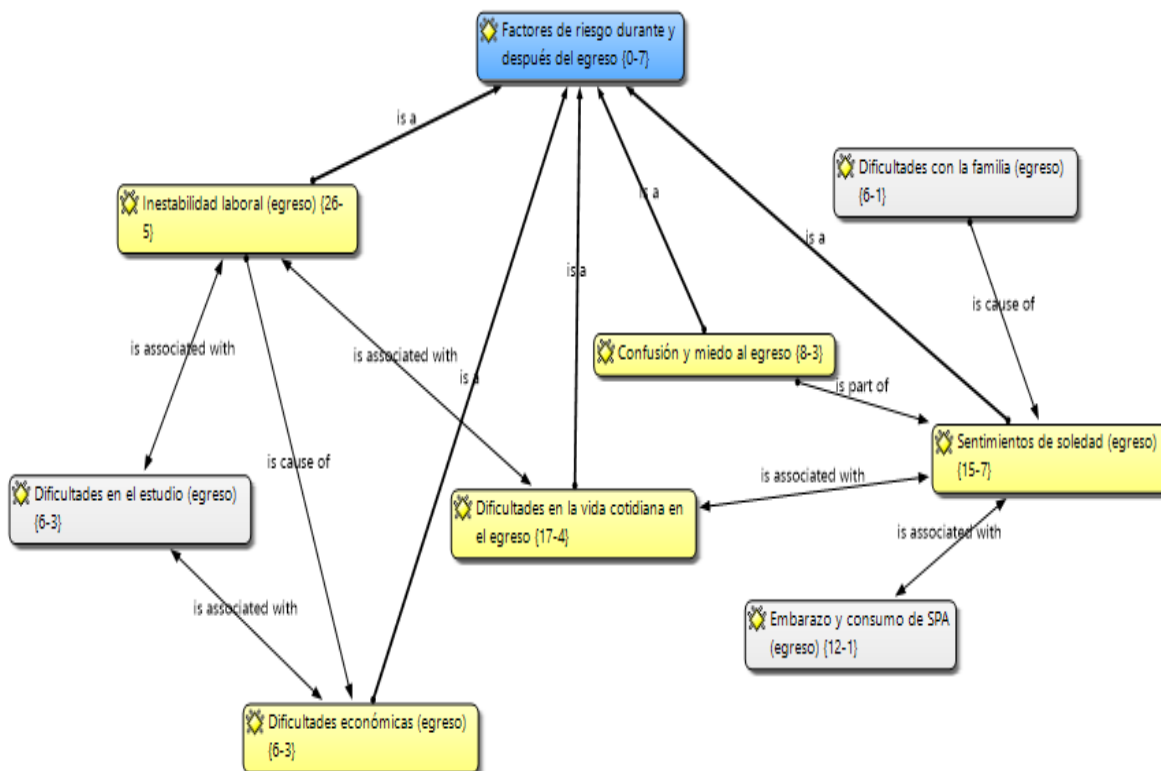 Factores de riesgo durante y
después del egreso {0-7}
is a
Dificultades con la familia (egreso)
{6-1}
Inestabilidad laboral (egreso) {26-
5}
is a
is a
is a
is cause of
is associated with
is associated with
Confusión y miedo al egreso {8-3}
is a
is part of
Sentimientos de soledad (egreso)
{15-7}
is cause of
is associated with
Dificultades en el estudio (egreso)
{6-3}
Dificultades en la vida cotidiana en
el egreso {17-4}
is associated with
is associated with
Embarazo y consumo de SPA
(egreso) {12-1}
Dificultades económicas (egreso)
{6-3}